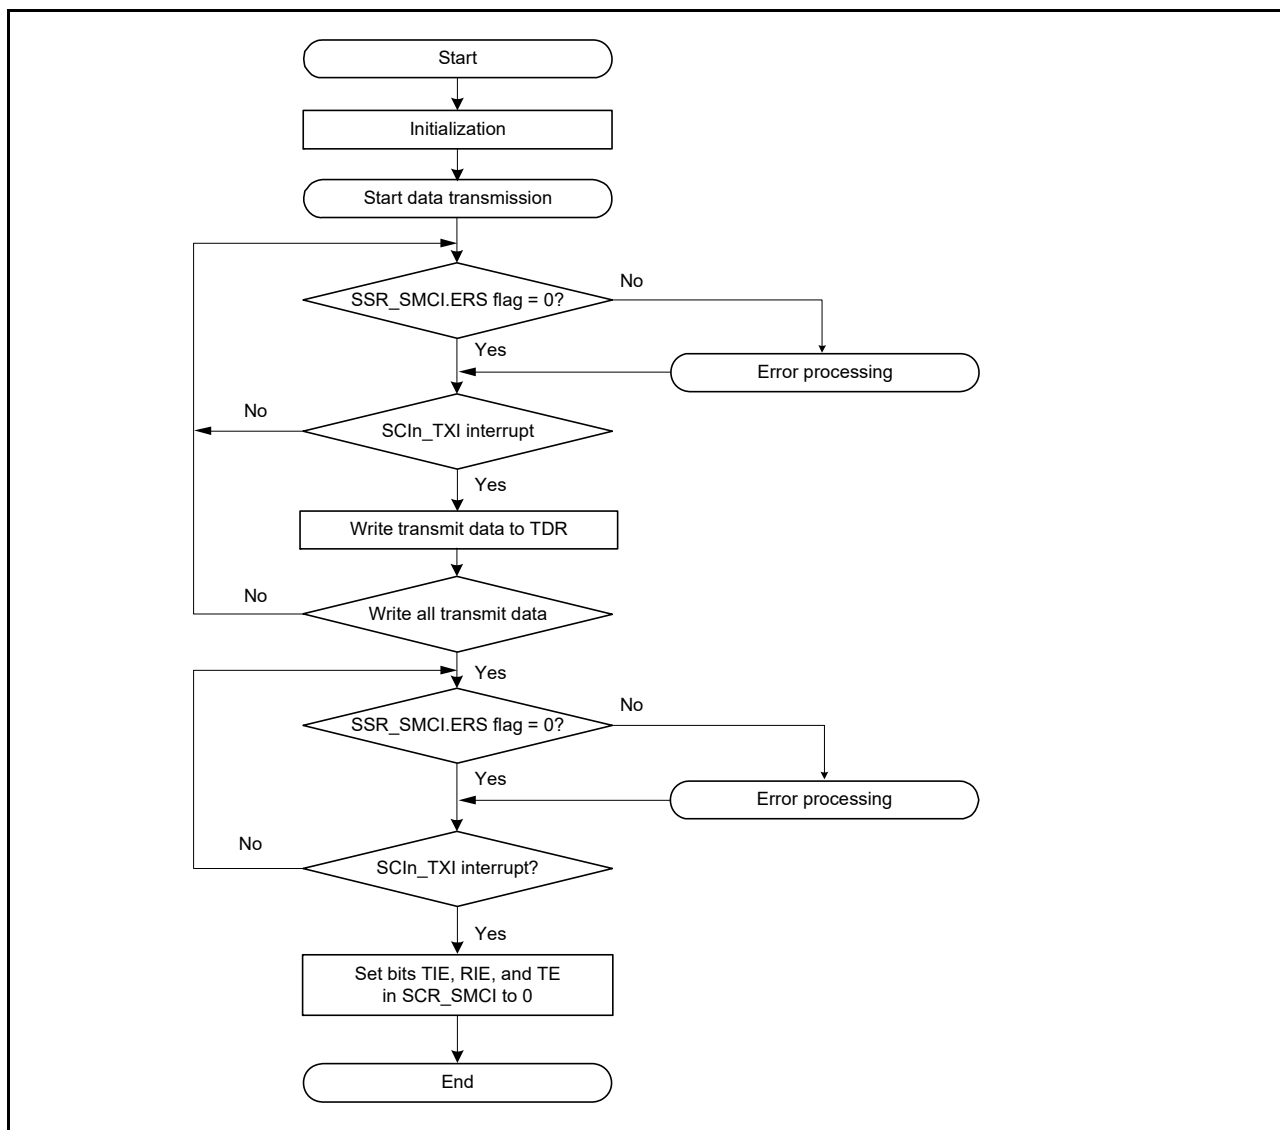 Start
Initialization
Start data transmission
SSR_SMCI.ERS flag = 0?
No
Yes
Error processing
No
SCIn_TXI interrupt
Yes
Write transmit data to TDR
No
Write all transmit data
Yes
SSR_SMCI.ERS flag = 0?
No
Yes
Error processing
No
SCIn_TXI interrupt?
Yes
Set bits TIE, RIE, and TE
in SCR_SMCI to 0
End